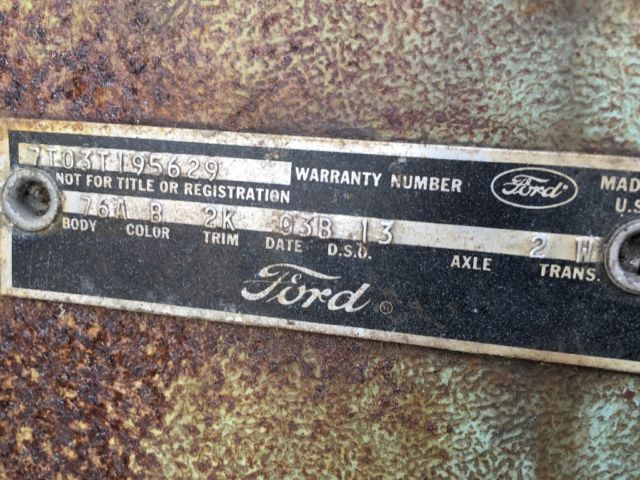 7T03T195629
NOT FOR TITLE OR REGISTRATION
WARRANTY NUMBER
Ford
MADE
U.S
76A B 2K 03B 13 2 W
BODY COLOR TRIM DATE D.S.O. AXLE TRANS.
Ford ®